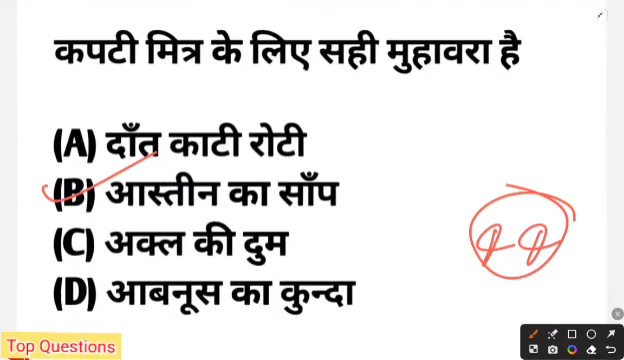 कपटी मित्र के लिए सही मुहावरा है
(A) दाँत काटी रोटी
(B) आस्तीन का साँप
(C) अक्ल की दुम
(D) आबनूस का कुन्दा
Top Questions